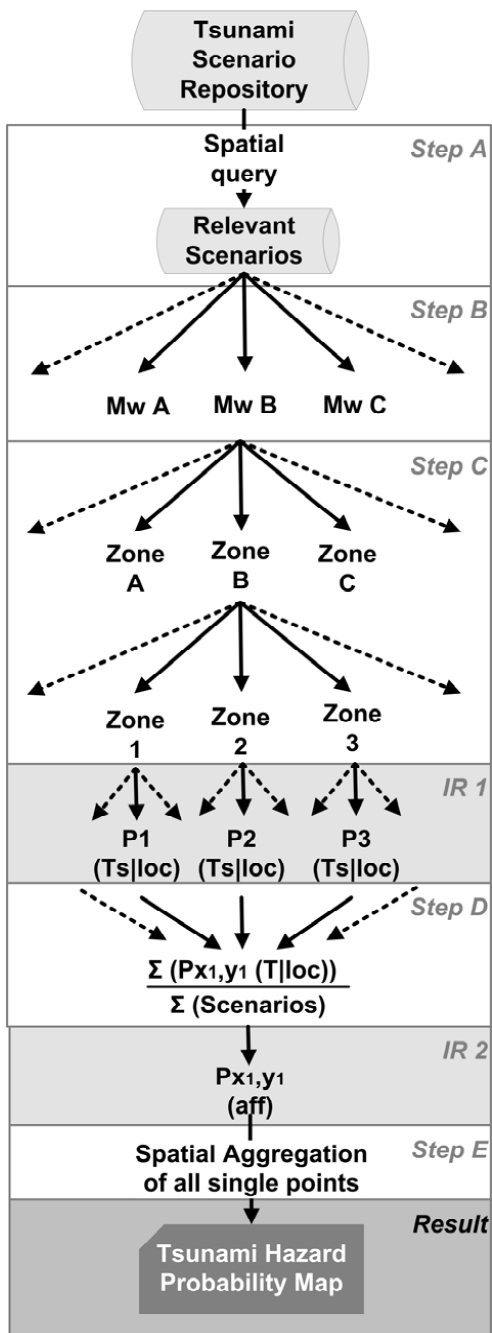 Tsunami
Scenario
Repository
Step A
Spatial
query
Relevant
Scenarios
Step B
Mw A Mw B Mw C
Step C
Zone Zone Zone
A B C
Zone Zone Zone
1 2 3
IR 1
P1 P2 P3
(Ts|loc) (Ts|loc) (Ts|loc)
Step D
Σ (Px₁,y₁ (T|loc))
Σ (Scenarios)
IR 2
Px₁,y₁
(aff)
Step E
Spatial Aggregation
of all single points
Result
Tsunami Hazard
Probability Map